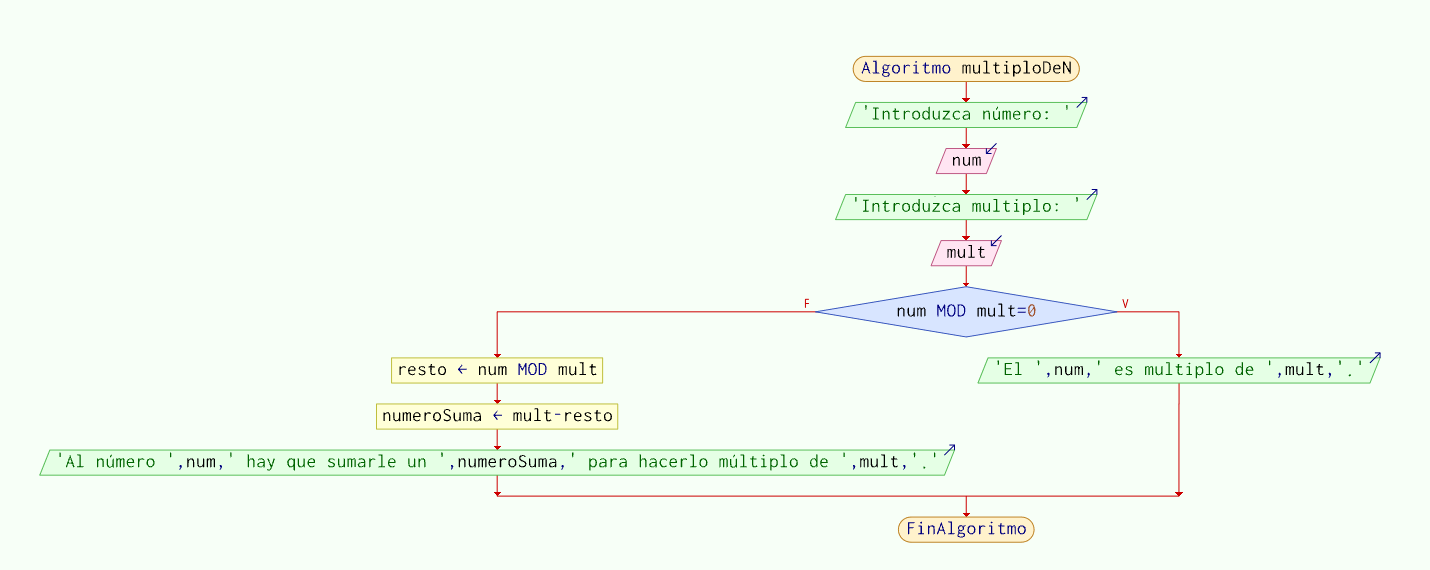 Algoritmo multiploDeN
'Introduzca número: '
num
'Introduzca multiplo: '
mult
F
V
num MOD mult=0
resto ← num MOD mult
'El ',num,' es multiplo de ',mult,'.'
numeroSuma ← mult-resto
'Al número ',num,' hay que sumarle un ',numeroSuma,' para hacerlo múltiplo de ',mult,'.'
FinAlgoritmo